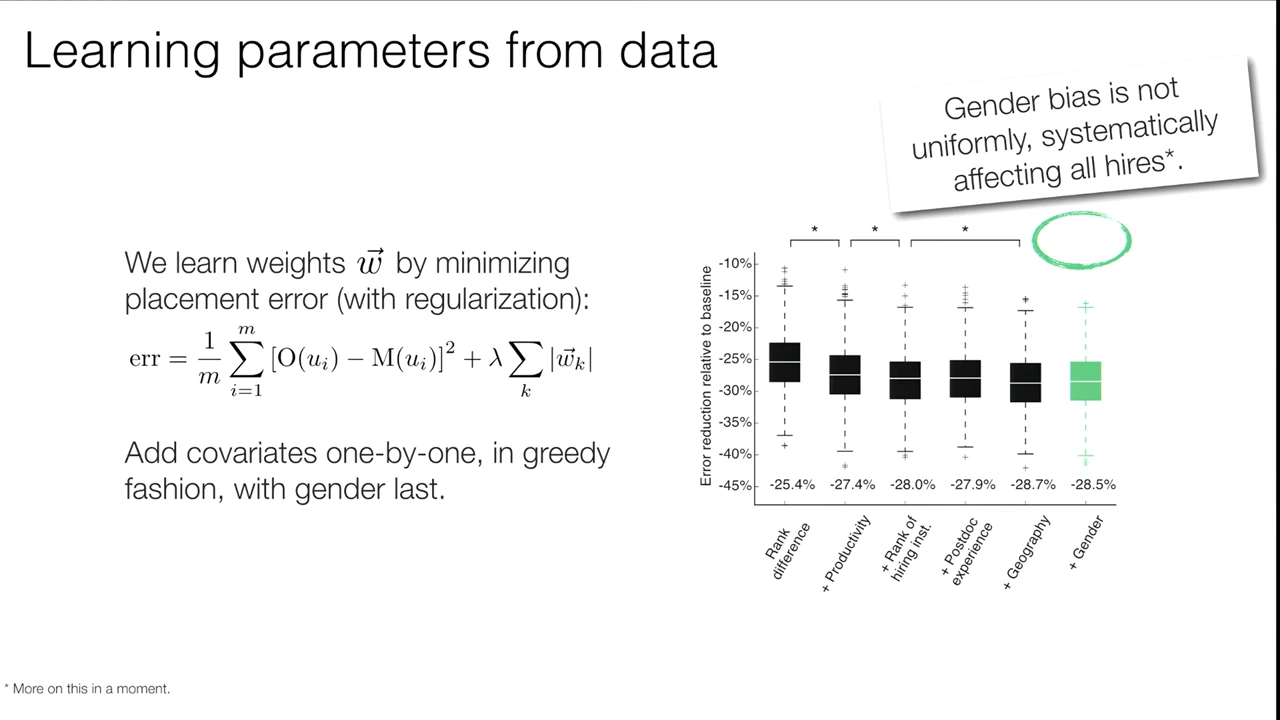 Learning parameters from data
Gender bias is not
uniformly, systematically
affecting all hires*.
We learn weights w⃗ by minimizing
placement error (with regularization):
err = 1/m ∑_{i=1}^{m} [O(u_i) − M(u_i)]² + λ ∑_k |w⃗_k|
Add covariates one-by-one, in greedy
fashion, with gender last.
* * *
Error reduction relative to baseline
-10%
-15%
-20%
-25%
-30%
-35%
-40%
-45%
-25.4% -27.4% -28.0% -27.9% -28.7% -28.5%
Rank
difference
+ Productivity
+ Rank of
hiring inst.
+ Postdoc
experience
+ Geography
+ Gender
* More on this in a moment.